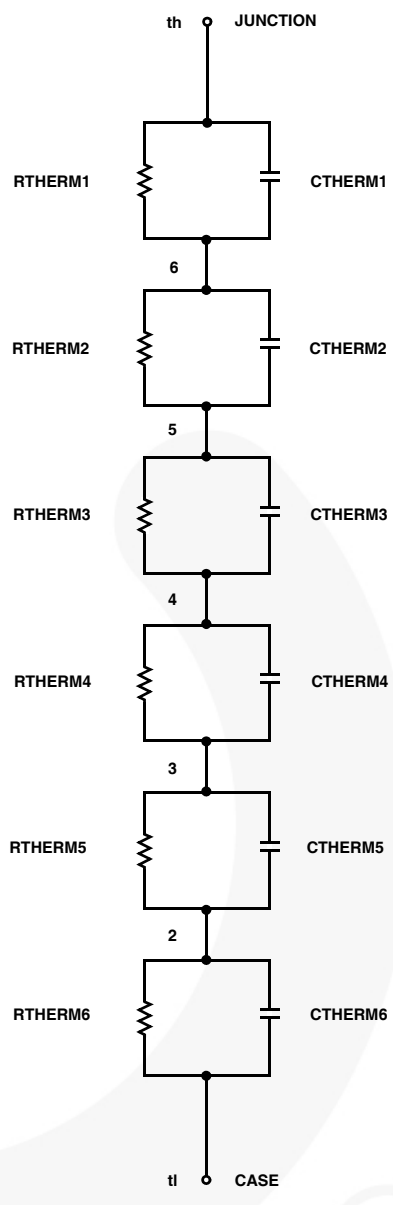 th JUNCTION
RTHERM1 CTHERM1
6
RTHERM2 CTHERM2
5
RTHERM3 CTHERM3
4
RTHERM4 CTHERM4
3
RTHERM5 CTHERM5
2
RTHERM6 CTHERM6
tl CASE